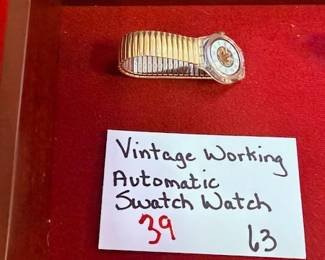 Vintage Working
Automatic
Swatch Watch
39 63